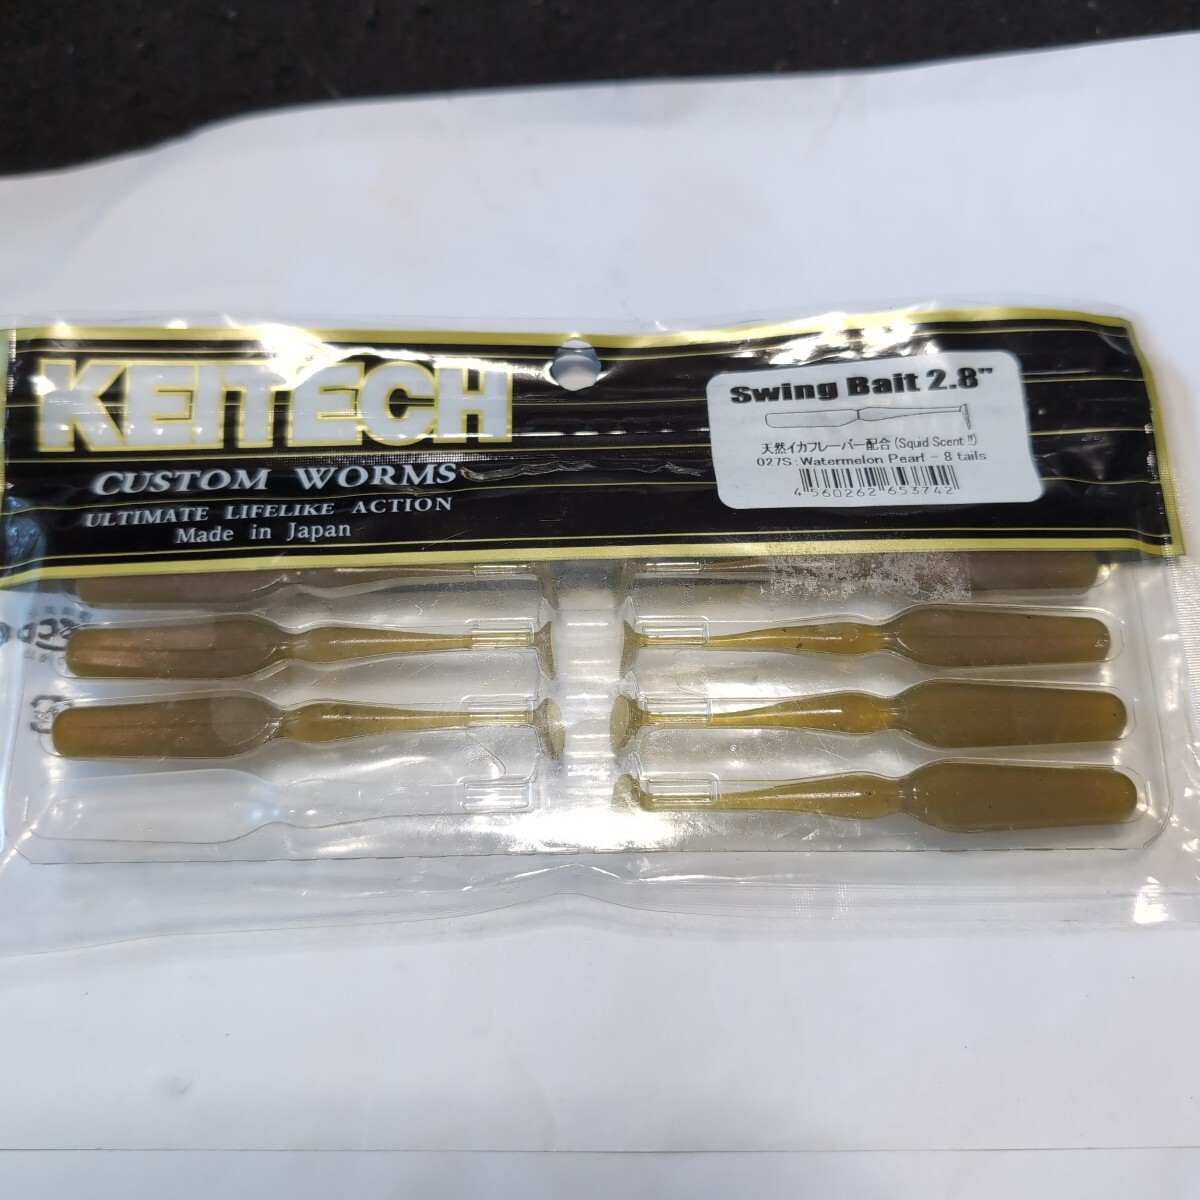 KEITECH
CUSTOM WORMS
ULTIMATE LIFELIKE ACTION
Made in Japan
Swing Bait 2.8"
天然イカフレーバー配合 (Squid Scent !!)
027S: Watermelon Pearl - 8 tails
4 560262 653742